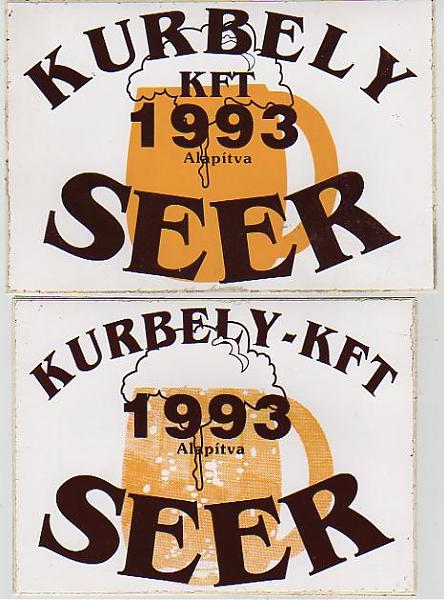 KURBELY
KFT
1993
Alapítva
SEER
KURBELY-KFT
1993
Alapítva
SEER